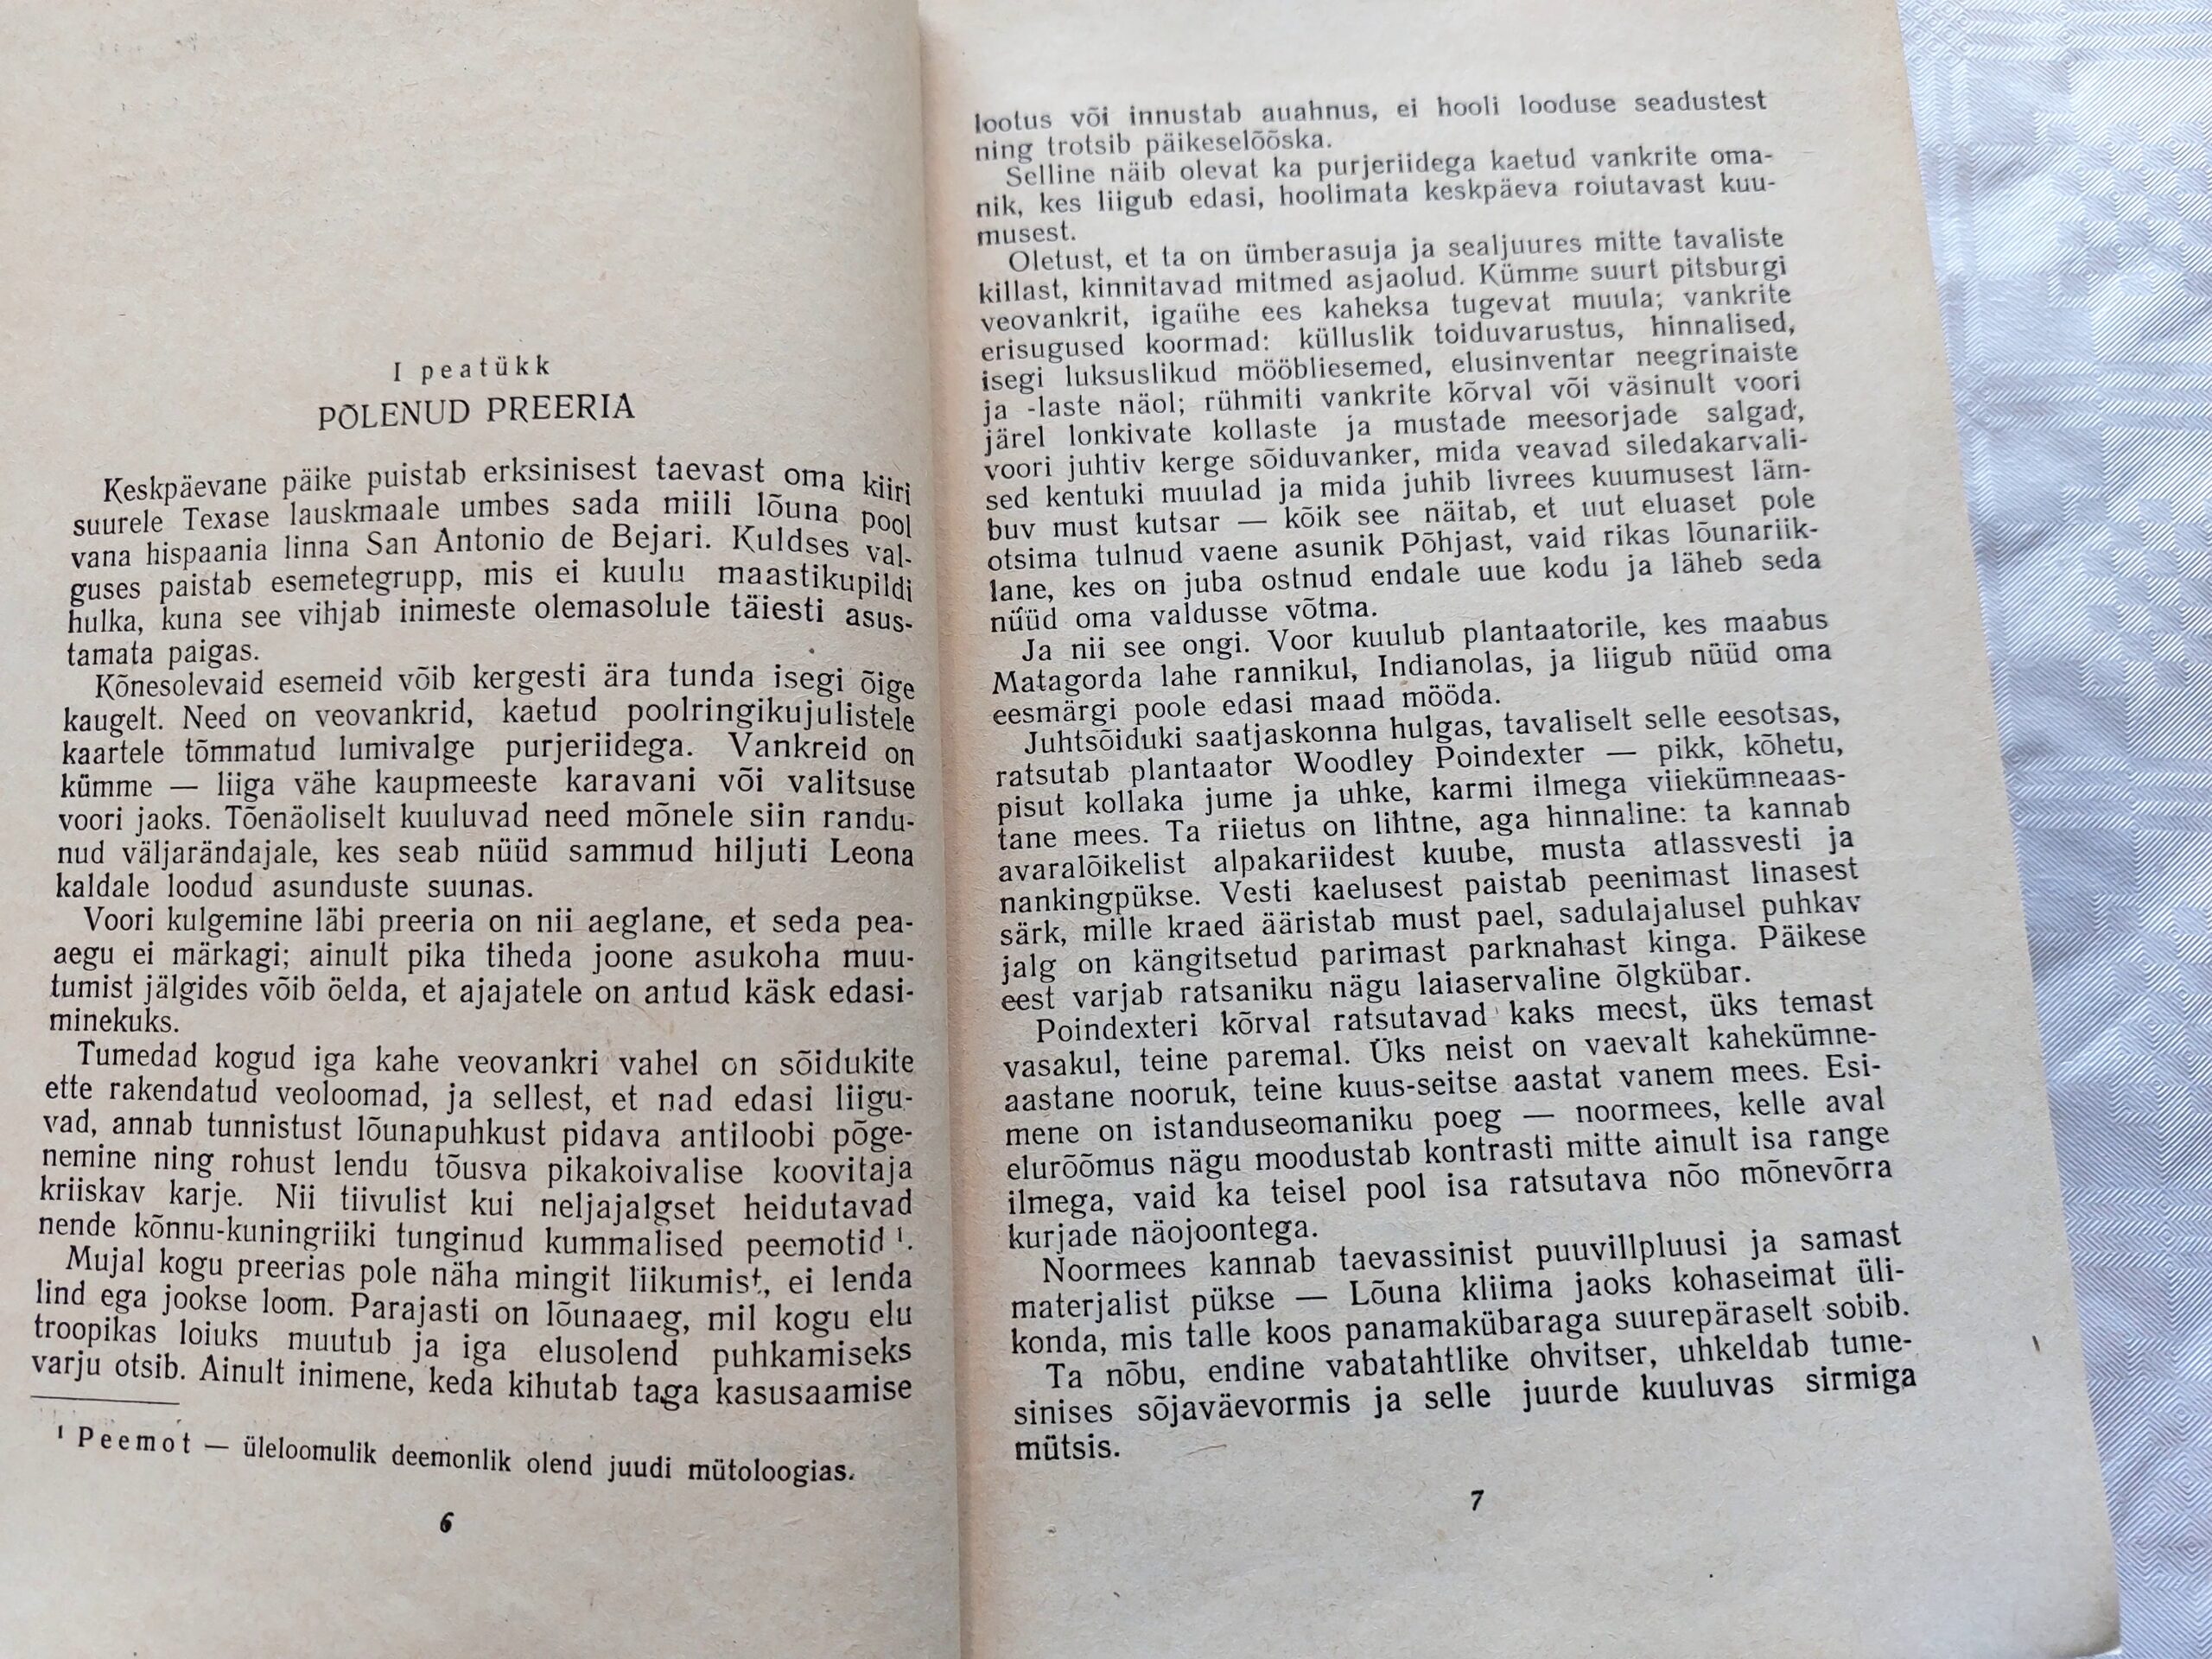 I peatükk
PÕLENUD PREERIA
Keskpäevane päike puistab erksinisest taevast oma kiiri
suurele Texase lauskmaale umbes sada miili lõuna pool
vana hispaania linna San Antonio de Bejari. Kuldses val-
guses paistab esemetegrupp, mis ei kuulu maastikupildi
hulka, kuna see vihjab inimeste olemasolule täiesti asus-
tamata paigas.
Kõnesolevaid esemeid võib kergesti ära tunda isegi õige
kaugelt. Need on veovankrid, kaetud poolringikujulistele
kaartele tõmmatud lumivalge purjeriidega. Vankreid on
kümme — liiga vähe kaupmeeste karavani või valitsuse
voori jaoks. Tõenäoliselt kuuluvad need mõnele siin randu-
nud väljarändajale, kes seab nüüd sammud hiljuti Leona
kaldale loodud asunduste suunas.
Voori kulgemine läbi preeria on nii aeglane, et seda pea-
aegu ei märkagi; ainult pika tiheda joone asukoha muu-
tumist jälgides võib öelda, et ajajatele on antud käsk edasi-
minekuks.
Tumedad kogud iga kahe veovankri vahel on sõidukite
ette rakendatud veoloomad, ja sellest, et nad edasi liigu-
vad, annab tunnistust lõunapuhkust pidava antiloobi põge-
nemine ning rohust lendu tõusva pikakoivalise koovitaja
kriiskav karje. Nii tiivulist kui neljajalgset heidutavad
nende kõnnu-kuningriiki tunginud kummalised peemotid ¹.
Mujal kogu preerias pole näha mingit liikumist, ei lenda
lind ega jookse loom. Parajasti on lõunaaeg, mil kogu elu
troopikas loiuks muutub ja iga elusolend puhkamiseks
varju otsib. Ainult inimene, keda kihutab taga kasusaamise
¹ Peemot — üleloomulik deemonlik olend juudi mütoloogias.
6
lootus või innustab auahnus, ei hooli looduse seadustest
ning trotsib päikeselõõska.
Selline näib olevat ka purjeriidega kaetud vankrite oma-
nik, kes liigub edasi, hoolimata keskpäeva roiutavast kuu-
musest.
Oletust, et ta on ümberasuja ja sealjuures mitte tavaliste
killast, kinnitavad mitmed asjaolud. Kümme suurt pitsburgi
veovankrit, igaühe ees kaheksa tugevat muula; vankrite
erisugused koormad: külluslik toiduvarustus, hinnalised,
isegi luksuslikud mööbliesemed, elusinventar neegrinaiste
ja -laste näol; rühmiti vankrite kõrval või väsinult voori
järel lonkivate kollaste ja mustade meesorjade salgad,
voori juhtiv kerge sõiduvanker, mida veavad siledakarvali-
sed kentuki muulad ja mida juhib livrees kuumusest läm-
buv must kutsar — kõik see näitab, et uut eluaset pole
otsima tulnud vaene asunik Põhjast, vaid rikas lõunariik-
lane, kes on juba ostnud endale uue kodu ja läheb seda
nüüd oma valdusse võtma.
Ja nii see ongi. Voor kuulub plantaatorile, kes maabus
Matagorda lahe rannikul, Indianolas, ja liigub nüüd oma
eesmärgi poole edasi maad mööda.
Juhtsõiduki saatjaskonna hulgas, tavaliselt selle eesotsas,
ratsutab plantaator Woodley Poindexter — pikk, kõhetu,
pisut kollaka jume ja uhke, karmi ilmega viiekümneaas-
tane mees. Ta riietus on lihtne, aga hinnaline: ta kannab
avaralõikelist alpakariidest kuube, musta atlassvesti ja
nankingpükse. Vesti kaelusest paistab peenimast linasest
särk, mille kraed ääristab must pael, sadulajalusel puhkav
jalg on kängitsetud parimast parknahast kinga. Päikese
eest varjab ratsaniku nägu laiaservaline õlgkübar.
Poindexteri kõrval ratsutavad kaks meest, üks temast
vasakul, teine paremal. Üks neist on vaevalt kahekümne-
aastane nooruk, teine kuus-seitse aastat vanem mees. Esi-
mene on istanduseomaniku poeg — noormees, kelle aval
elurõõmus nägu moodustab kontrasti mitte ainult isa range
ilmega, vaid ka teisel pool isa ratsutava nõo mõnevõrra
kurjade näojoontega.
Noormees kannab taevassinist puuvillpluusi ja samast
materjalist pükse — Lõuna kliima jaoks kohaseimat üli-
konda, mis talle koos panamakübaraga suurepäraselt sobib.
Ta nõbu, endine vabatahtlike ohvitser, uhkeldab tume-
sinises sõjaväevormis ja selle juurde kuuluvas sirmiga
mütsis.
7